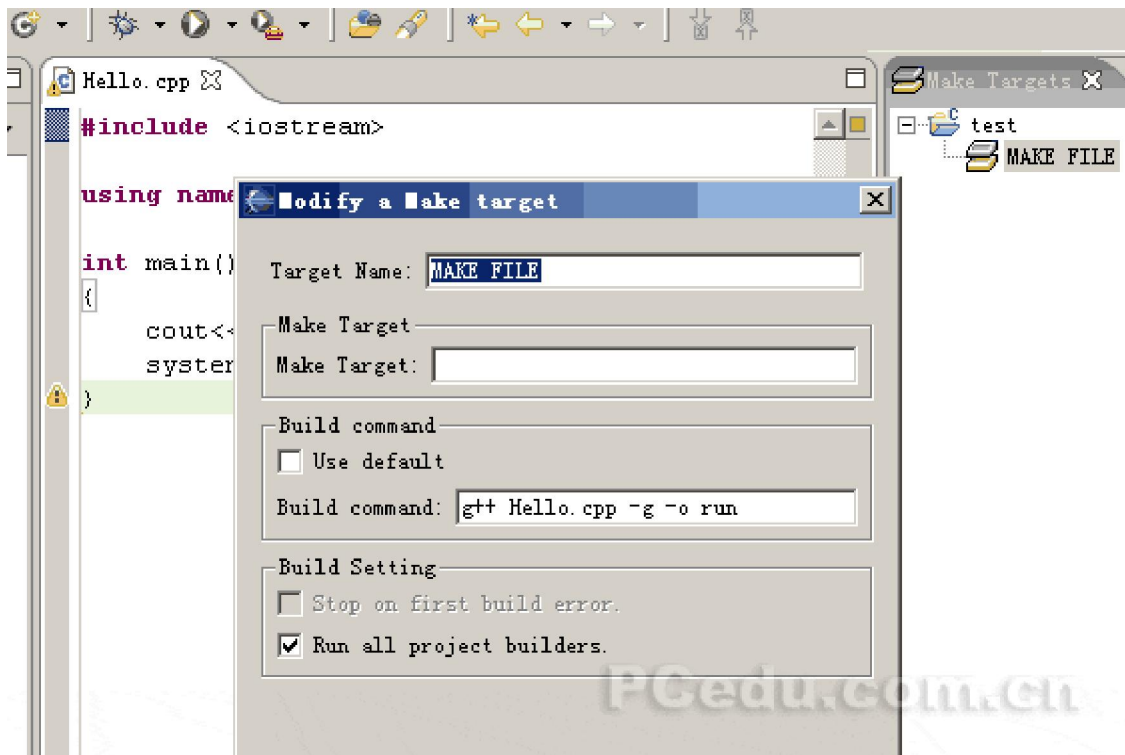 Hello.cpp
Make Targets
#include <iostream>
test
MAKE FILE
using name
Modify a Make target
int main()
{
Target Name: MAKE FILE
cout<<
Make Target
system
Make Target:
}
Build command
Use default
Build command: g++ Hello.cpp -g -o run
Build Setting
Stop on first build error.
Run all project builders.
PCedu.com.cn